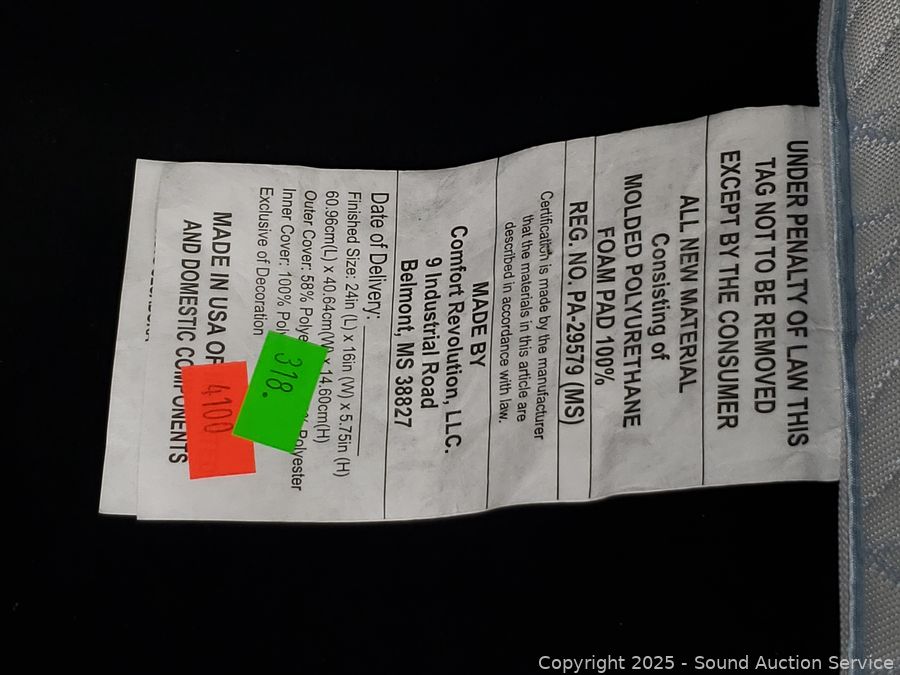 UNDER PENALTY OF LAW THIS
TAG NOT TO BE REMOVED
EXCEPT BY THE CONSUMER
ALL NEW MATERIAL
Consisting of
MOLDED POLYURETHANE
FOAM PAD 100%
REG. NO. PA-29579 (MS)
Certification is made by the manufacturer
that the materials in this article are
described in accordance with law.
MADE BY
Comfort Revolution, LLC.
9 Industrial Road
Belmont, MS 38827
Date of Delivery:
Finished Size: 24in (L) x 16in (W) x 5.75in (H)
60.96cm(L) x 40.64cm(W) x 14.60cm(H)
Outer Cover: 58% Polyester
Inner Cover: 100%
Exclusive of Decoration
MADE IN USA OF
AND DOMESTIC COMPONENTS
318.
4100
Copyright 2025 - Sound Auction Service